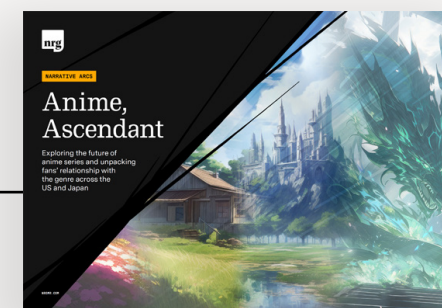 nrg
NARRATIVE ARCS
Anime,
Ascendant
Exploring the future of
anime series and unpacking
fans' relationship with
the genre across the
US and Japan